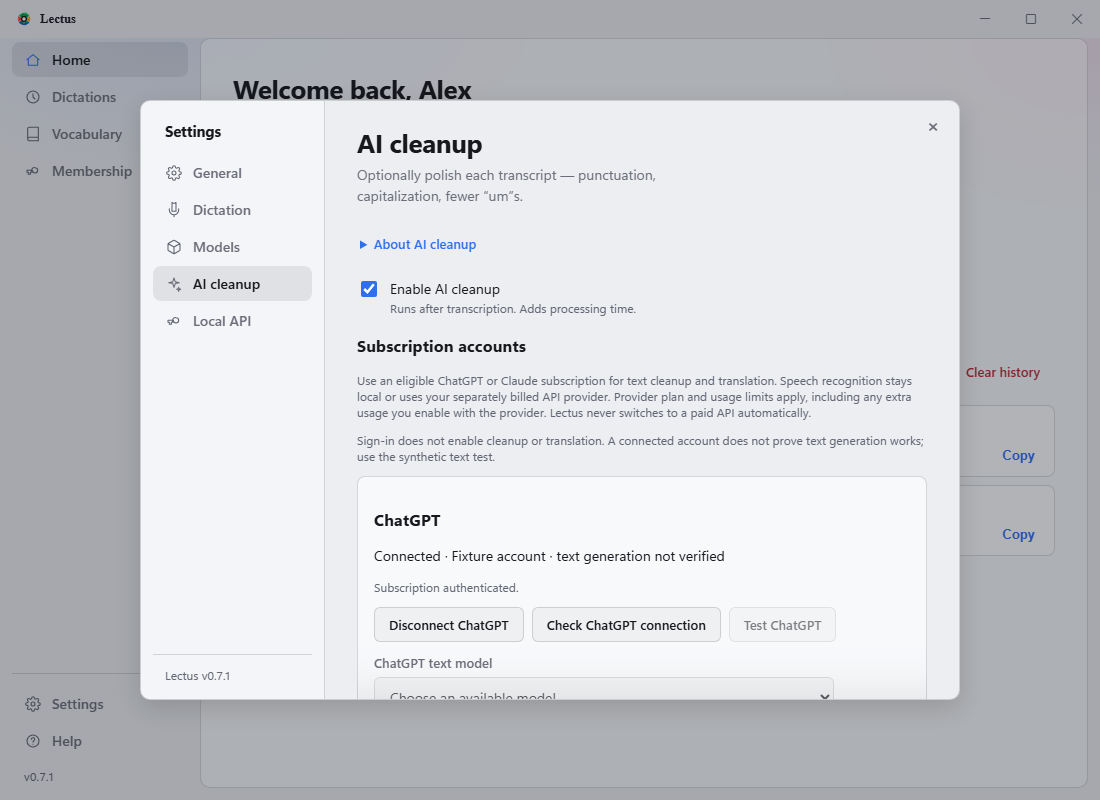 Lectus
Home
Dictations
Vocabulary
Membership
Settings
Help
v0.7.1
Welcome back, Alex
Clear history
Copy
Copy
Settings
General
Dictation
Models
AI cleanup
Local API
Lectus v0.7.1
AI cleanup
Optionally polish each transcript — punctuation,
capitalization, fewer “um”s.
About AI cleanup
Enable AI cleanup
Runs after transcription. Adds processing time.
Subscription accounts
Use an eligible ChatGPT or Claude subscription for text cleanup and translation. Speech recognition stays
local or uses your separately billed API provider. Provider plan and usage limits apply, including any extra
usage you enable with the provider. Lectus never switches to a paid API automatically.
Sign-in does not enable cleanup or translation. A connected account does not prove text generation works;
use the synthetic text test.
ChatGPT
Connected · Fixture account · text generation not verified
Subscription authenticated.
Disconnect ChatGPT
Check ChatGPT connection
Test ChatGPT
ChatGPT text model
Choose an available model